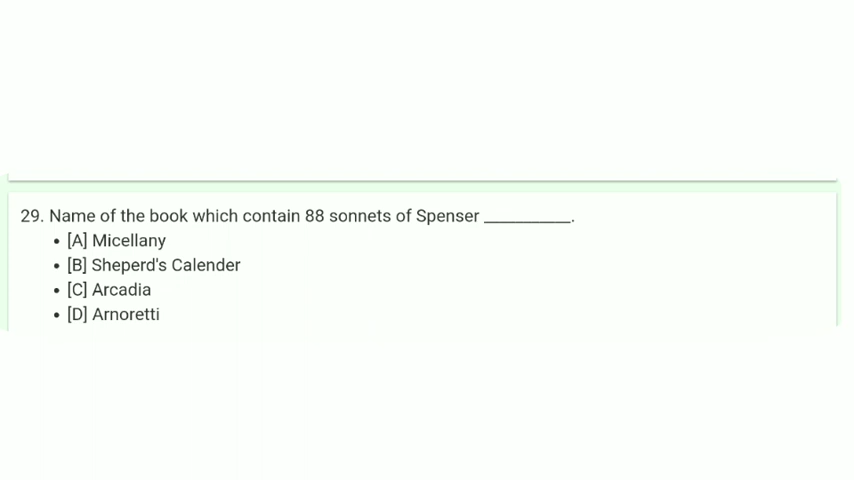 29. Name of the book which contain 88 sonnets of Spenser __________.
• [A] Micellany
• [B] Sheperd's Calender
• [C] Arcadia
• [D] Arnoretti